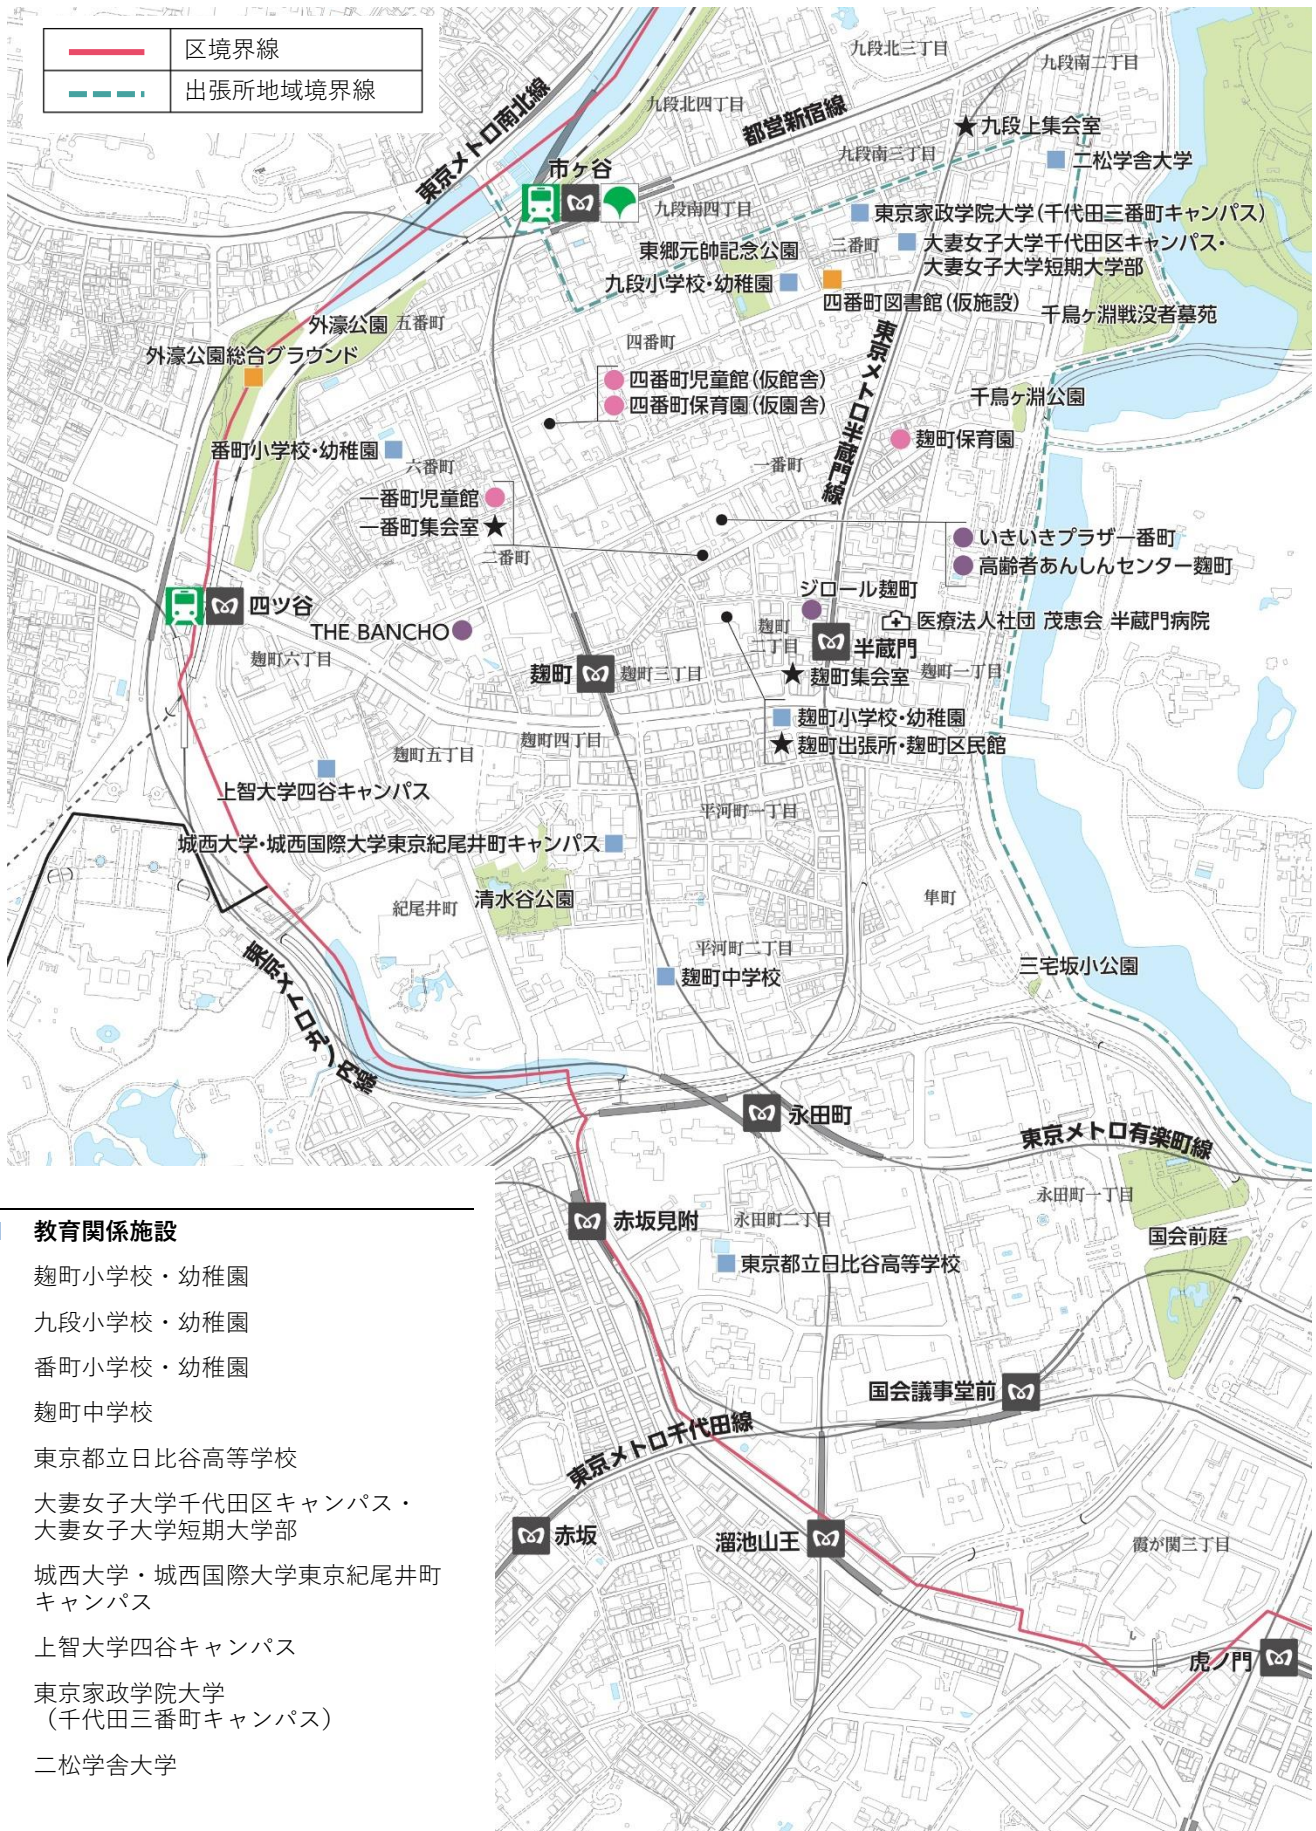 区境界線
出張所地域境界線
九段北三丁目
九段南二丁目
東京メトロ南北線
九段北四丁目
都営新宿線
九段上集会室
九段南三丁目
二松学舎大学
市ヶ谷
九段南四丁目
東京家政学院大学(千代田三番町キャンパス)
三番町
大妻女子大学千代田区キャンパス・
大妻女子大学短期大学部
東郷元帥記念公園
九段小学校・幼稚園
四番町図書館(仮施設)
千鳥ヶ淵戦没者墓苑
外濠公園
五番町
外濠公園総合グラウンド
四番町
東京メトロ半蔵門線
四番町児童館(仮館舎)
四番町保育園(仮園舎)
千鳥ヶ淵公園
麹町保育園
番町小学校・幼稚園
六番町
一番町
一番町児童館
一番町集会室
二番町
いきいきプラザ一番町
高齢者あんしんセンター麹町
四ツ谷
ジロール麹町
THE BANCHO
麹町
二丁目
医療法人社団 茂恵会 半蔵門病院
半蔵門
麹町六丁目
麹町
麹町三丁目
麹町集会室
麹町一丁目
麹町小学校・幼稚園
麹町出張所・麹町区民館
麹町四丁目
麹町五丁目
上智大学四谷キャンパス
平河町一丁目
城西大学・城西国際大学東京紀尾井町キャンパス
清水谷公園
紀尾井町
隼町
平河町二丁目
麹町中学校
三宅坂小公園
東京メトロ丸ノ内線
永田町
東京メトロ有楽町線
永田町一丁目
赤坂見附
永田町二丁目
国会前庭
東京都立日比谷高等学校
国会議事堂前
東京メトロ千代田線
赤坂
溜池山王
霞が関三丁目
虎ノ門
教育関係施設
麹町小学校・幼稚園
九段小学校・幼稚園
番町小学校・幼稚園
麹町中学校
東京都立日比谷高等学校
大妻女子大学千代田区キャンパス・
大妻女子大学短期大学部
城西大学・城西国際大学東京紀尾井町
キャンパス
上智大学四谷キャンパス
東京家政学院大学
（千代田三番町キャンパス）
二松学舎大学